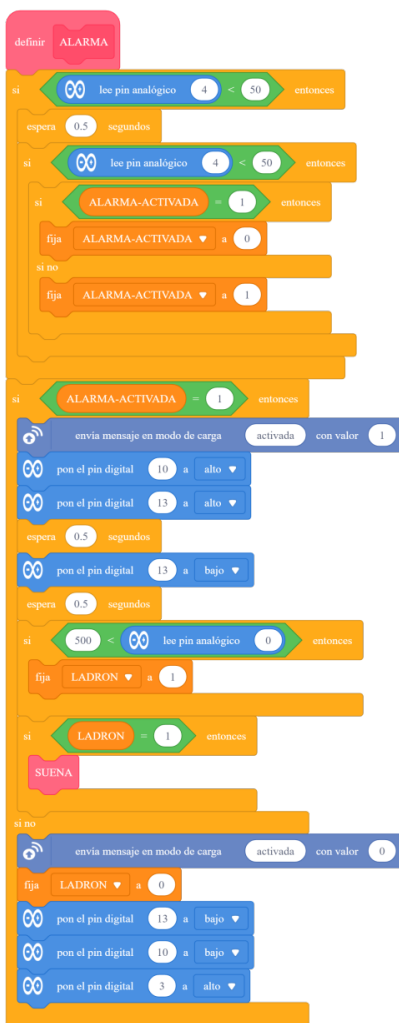 definir ALARMA
si lee pin analógico 4 < 50 entonces
espera 0.5 segundos
si lee pin analógico 4 < 50 entonces
si ALARMA-ACTIVADA = 1 entonces
fija ALARMA-ACTIVADA a 0
si no
fija ALARMA-ACTIVADA a 1
si ALARMA-ACTIVADA = 1 entonces
envia mensaje en modo de carga activada con valor 1
pon el pin digital 10 a alto
pon el pin digital 13 a alto
espera 0.5 segundos
pon el pin digital 13 a bajo
espera 0.5 segundos
si 500 < lee pin analógico 0 entonces
fija LADRON a 1
si LADRON = 1 entonces
SUENA
si no
envia mensaje en modo de carga activada con valor 0
fija LADRON a 0
pon el pin digital 13 a bajo
pon el pin digital 10 a bajo
pon el pin digital 3 a alto